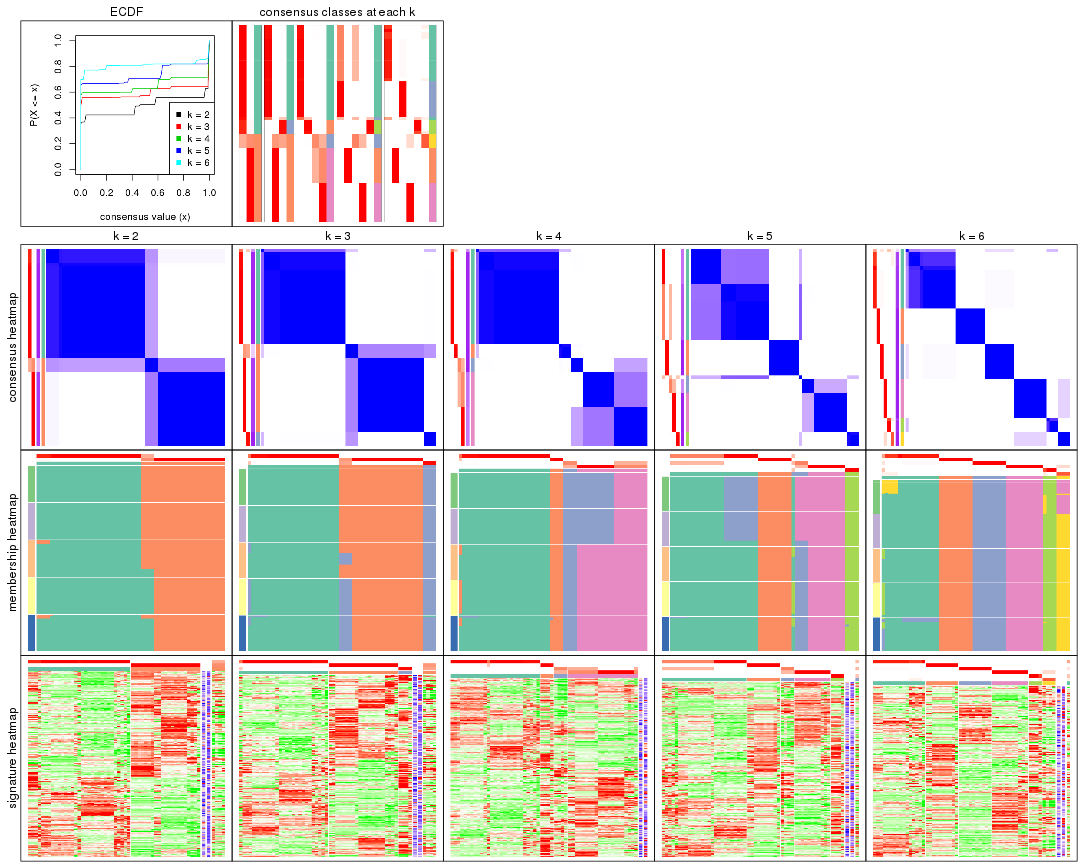 ECDF
consensus classes at each k
P(X <= x)
0.0 0.2 0.4 0.6 0.8 1.0
k = 2
k = 3
k = 4
k = 5
k = 6
0.0 0.2 0.4 0.6 0.8 1.0
consensus value (x)
k = 2
k = 3
k = 4
k = 5
k = 6
consensus heatmap
membership heatmap
signature heatmap